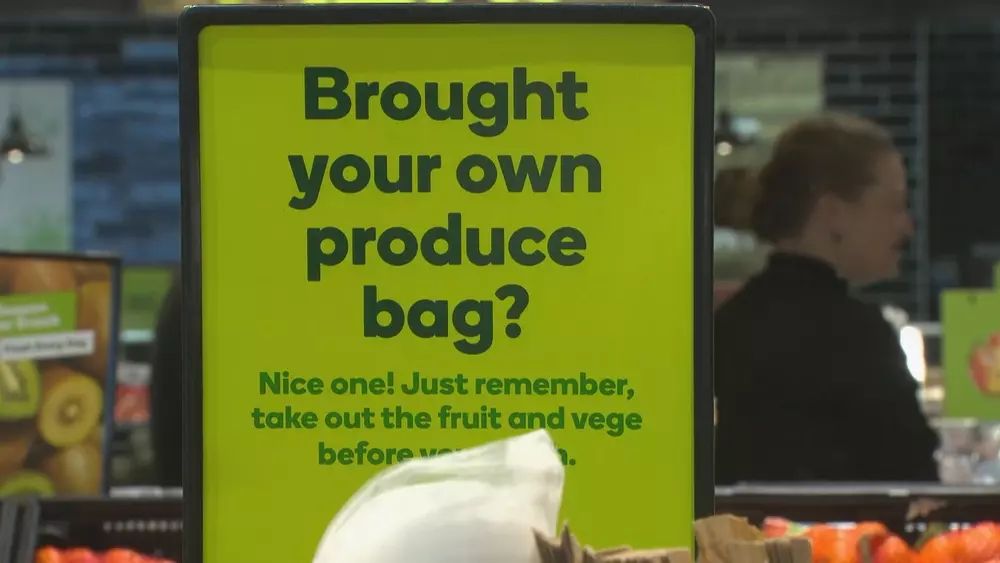 Brought
your own
produce
bag?
Nice one! Just remember,
take out the fruit and vege
before